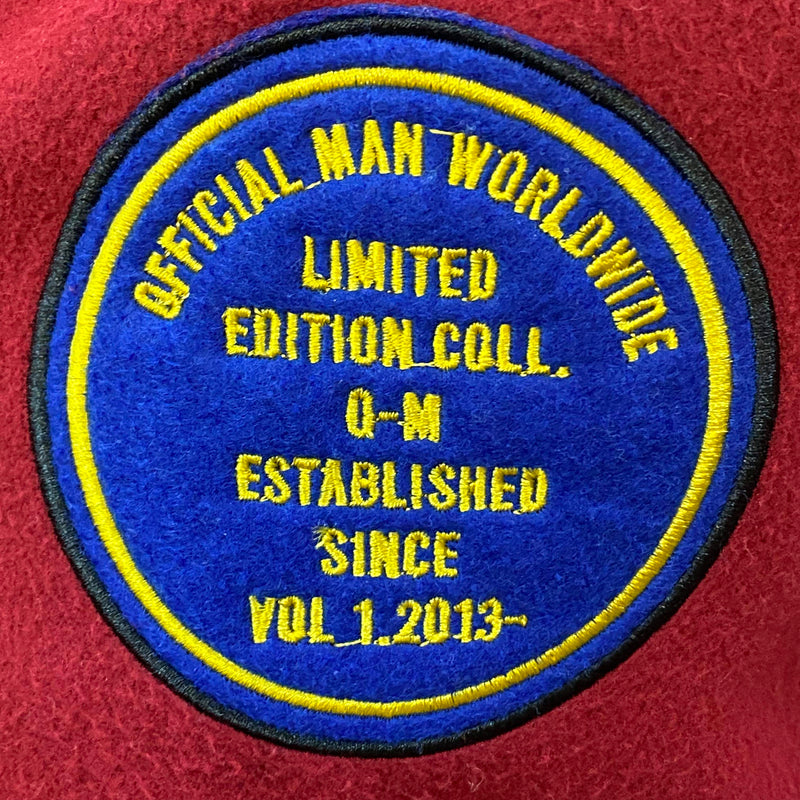 OFFICIAL MAN WORLDWIDE
LIMITED
EDITION COLL.
O-M
ESTABLISHED
SINCE
VOL 1.2013-